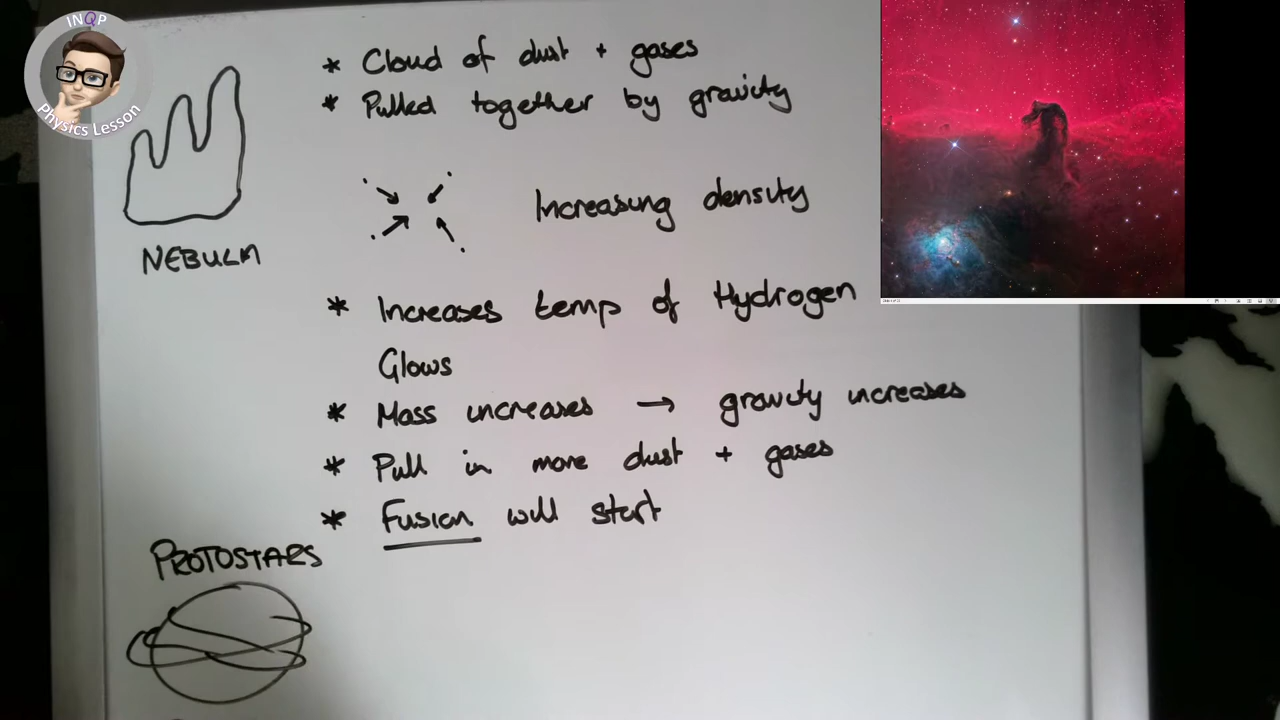 INQP
Physics Lesson
* Cloud of dust + gases
* Pulled together by gravity
Increasing density
NEBULA
* Increases temp of Hydrogen
Glows
* Mass increases → gravity increases
* Pull in more dust + gases
* Fusion will start
PROTOSTARS